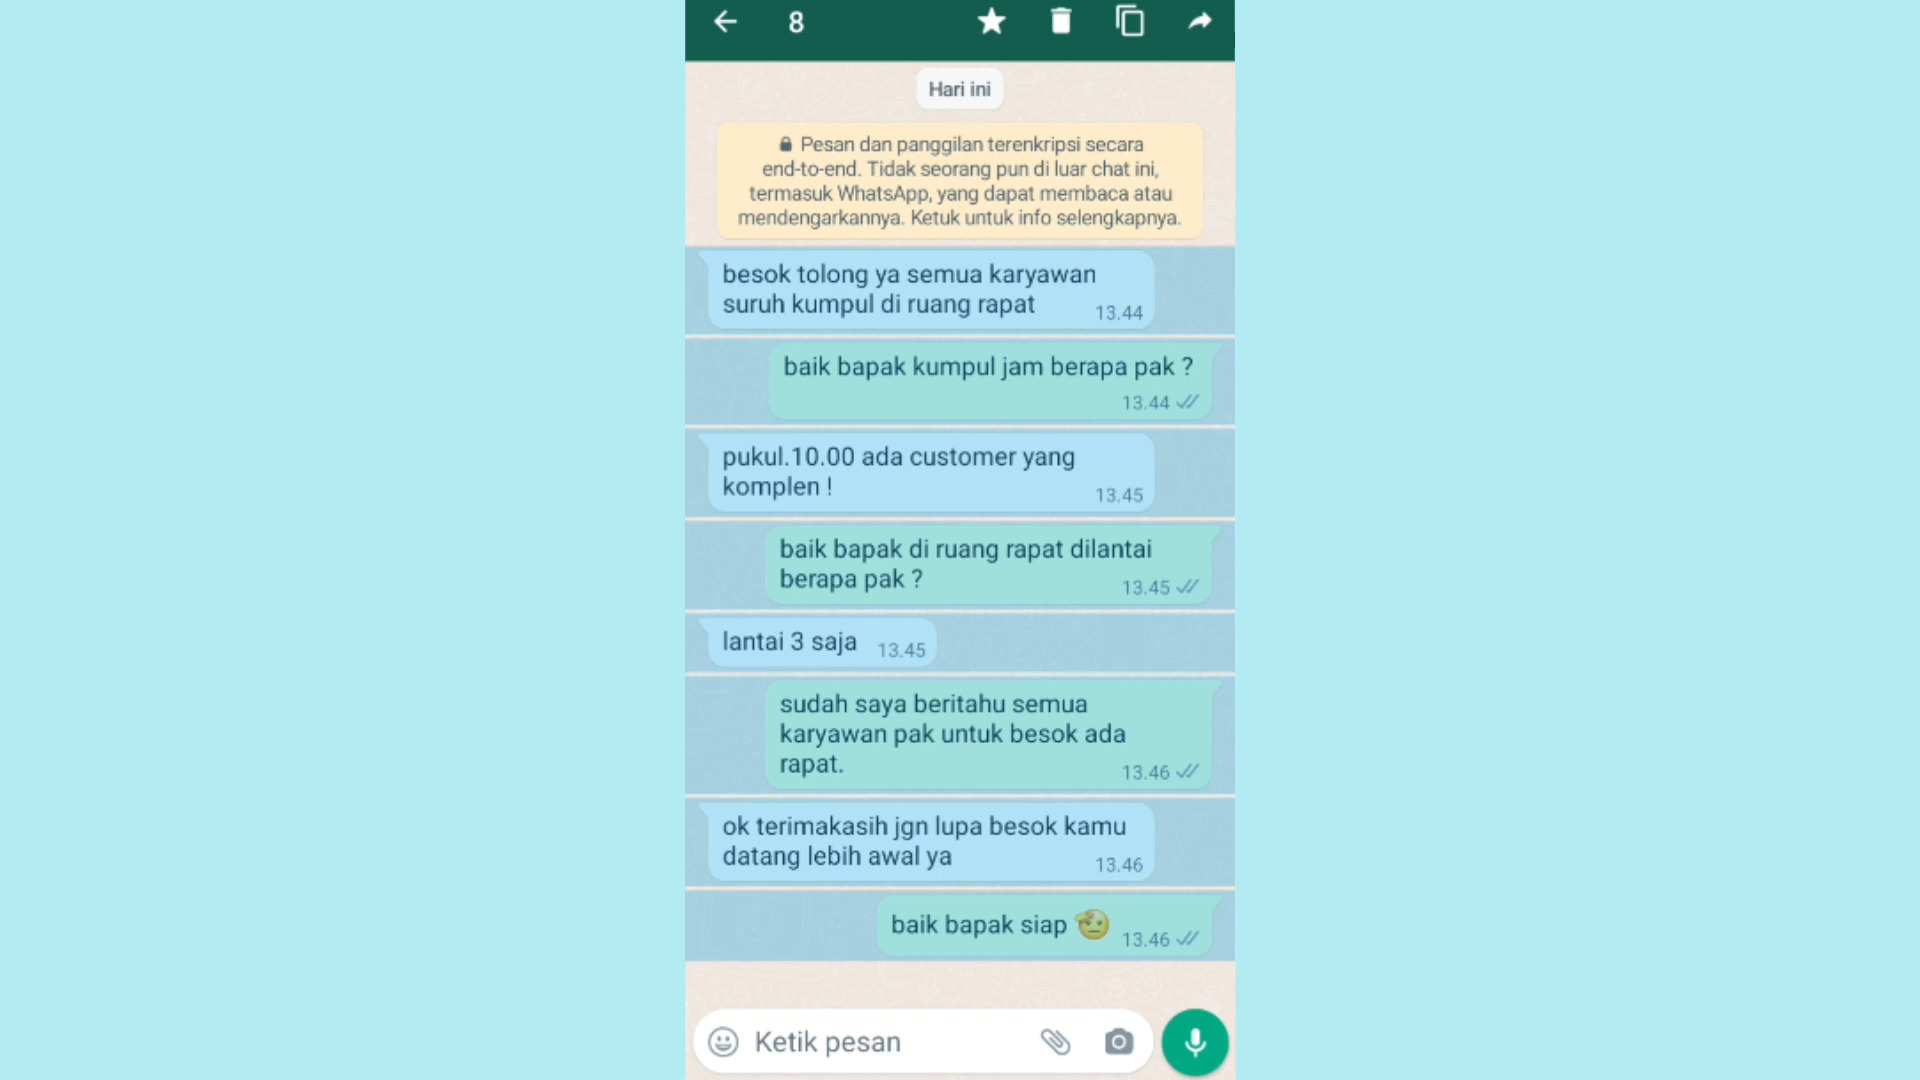 8
Hari ini
Pesan dan panggilan terenkripsi secara
end-to-end. Tidak seorang pun di luar chat ini,
termasuk WhatsApp, yang dapat membaca atau
mendengarkannya. Ketuk untuk info selengkapnya.
besok tolong ya semua karyawan
suruh kumpul di ruang rapat
13.44
baik bapak kumpul jam berapa pak ?
13.44
pukul.10.00 ada customer yang
komplen !
13.45
baik bapak di ruang rapat dilantai
berapa pak ?
13.45
lantai 3 saja 13.45
sudah saya beritahu semua
karyawan pak untuk besok ada
rapat.
13.46
ok terimakasih jgn lupa besok kamu
datang lebih awal ya
13.46
baik bapak siap 🫡 13.46
Ketik pesan